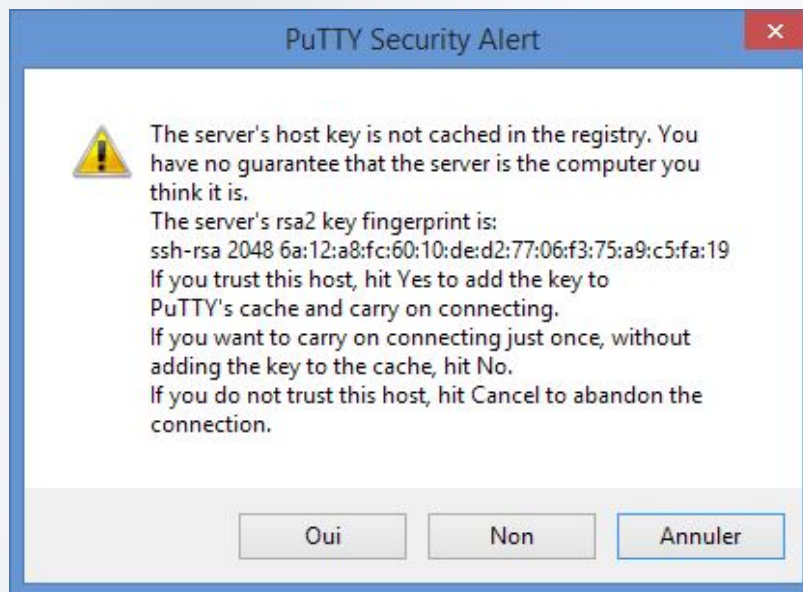 PuTTY Security Alert
The server's host key is not cached in the registry. You
have no guarantee that the server is the computer you
think it is.
The server's rsa2 key fingerprint is:
ssh-rsa 2048 6a:12:a8:fc:60:10:de:d2:77:06:f3:75:a9:c5:fa:19
If you trust this host, hit Yes to add the key to
PuTTY's cache and carry on connecting.
If you want to carry on connecting just once, without
adding the key to the cache, hit No.
If you do not trust this host, hit Cancel to abandon the
connection.
Oui Non Annuler